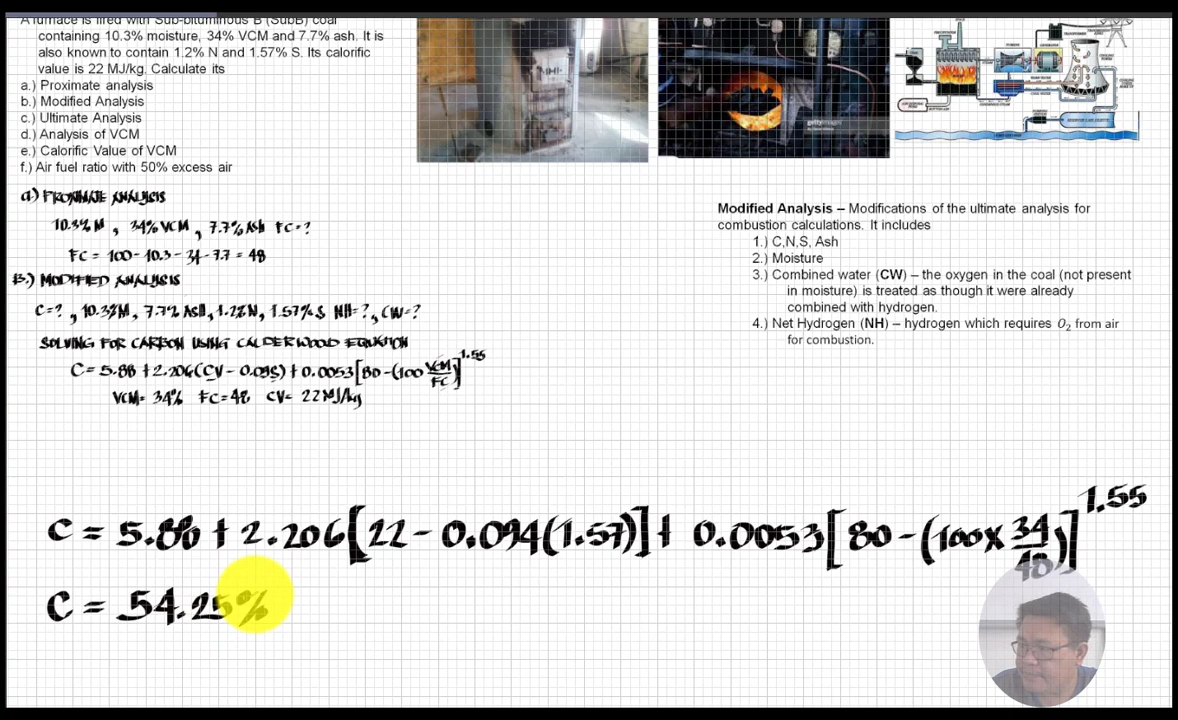 A furnace is fired with Sub-bituminous B (SubB) coal
containing 10.3% moisture, 34% VCM and 7.7% ash. It is
also known to contain 1.2% N and 1.57% S. Its calorific
value is 22 MJ/kg. Calculate its
a.) Proximate analysis
b.) Modified Analysis
c.) Ultimate Analysis
d.) Analysis of VCM
e.) Calorific Value of VCM
f.) Air fuel ratio with 50% excess air
a.) PROXIMATE ANALYSIS
10.3% M , 34% VCM , 7.7% ASH FC = ?
FC = 100 - 10.3 - 34 - 7.7 = 48
B.) MODIFIED ANALYSIS
C = ? , 10.3% M, 7.7% ASH, 1.2% N, 1.57% S NH = ?, CW = ?
SOLVING FOR CARBON USING CALDERWOOD EQUATION
C = 5.88 + 2.206(CV - 0.094S) + 0.0053[80 - (100 VCM/FC)]^1.55
VCM = 34% FC = 48 CV = 22 MJ/kg
Modified Analysis – Modifications of the ultimate analysis for
combustion calculations. It includes
1.) C,N,S, Ash
2.) Moisture
3.) Combined water (CW) – the oxygen in the coal (not present
in moisture) is treated as though it were already
combined with hydrogen.
4.) Net Hydrogen (NH) – hydrogen which requires O₂ from air
for combustion.
C = 5.88 + 2.206[22 - 0.094(1.57)] + 0.0053[80 - (100 x 34/48)]^1.55
C = 54.25%
gettyimages